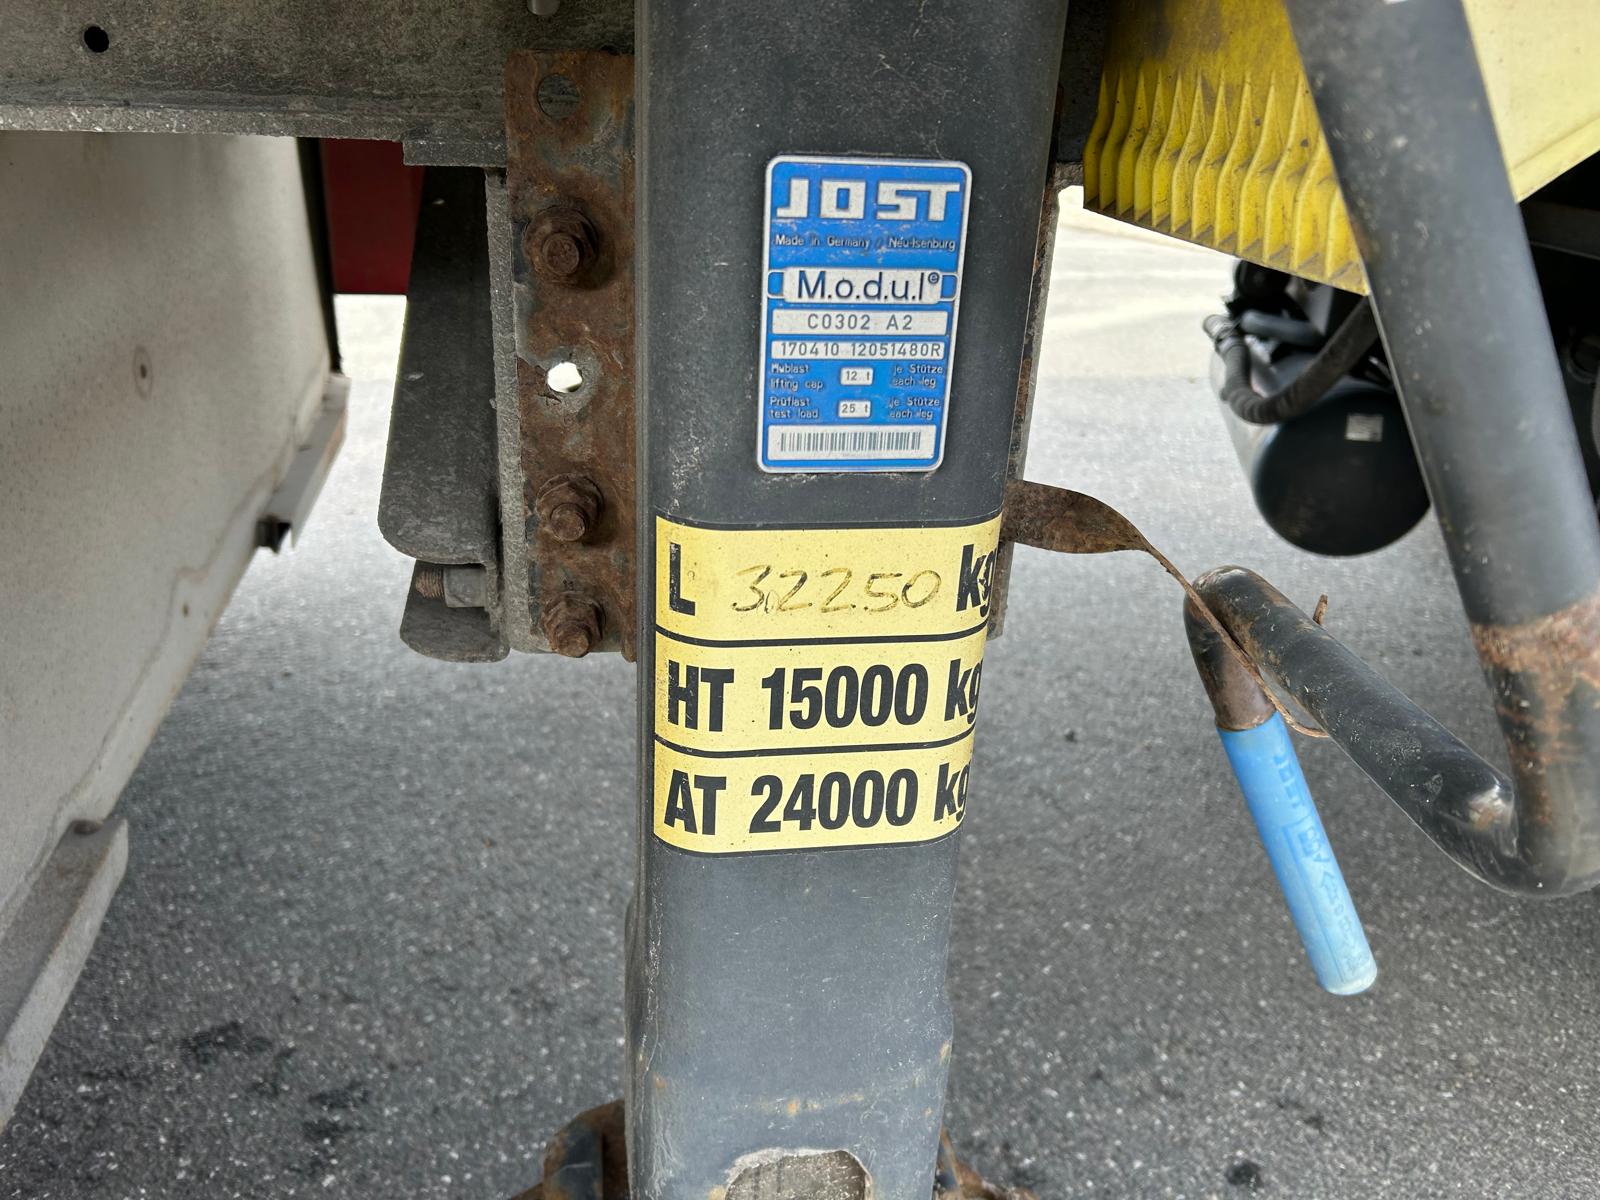 JOST
Made in Germany / Neu-Isenburg
M.o.d.u.l®
C0302 A2
170410 12051480R
Hublast
lifting cap
12 t
je Stütze
each leg
Prüflast
test load
25 t
je Stütze
each leg
L 32250 kg
HT 15000 kg
AT 24000 kg
JOST